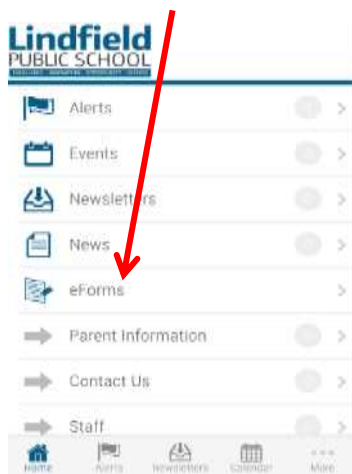 Lindfield
PUBLIC SCHOOL
Alerts
Events
Newsletters
News
eForms
Parent Information
Contact Us
Staff
Home Alerts Newsletters Calendar More